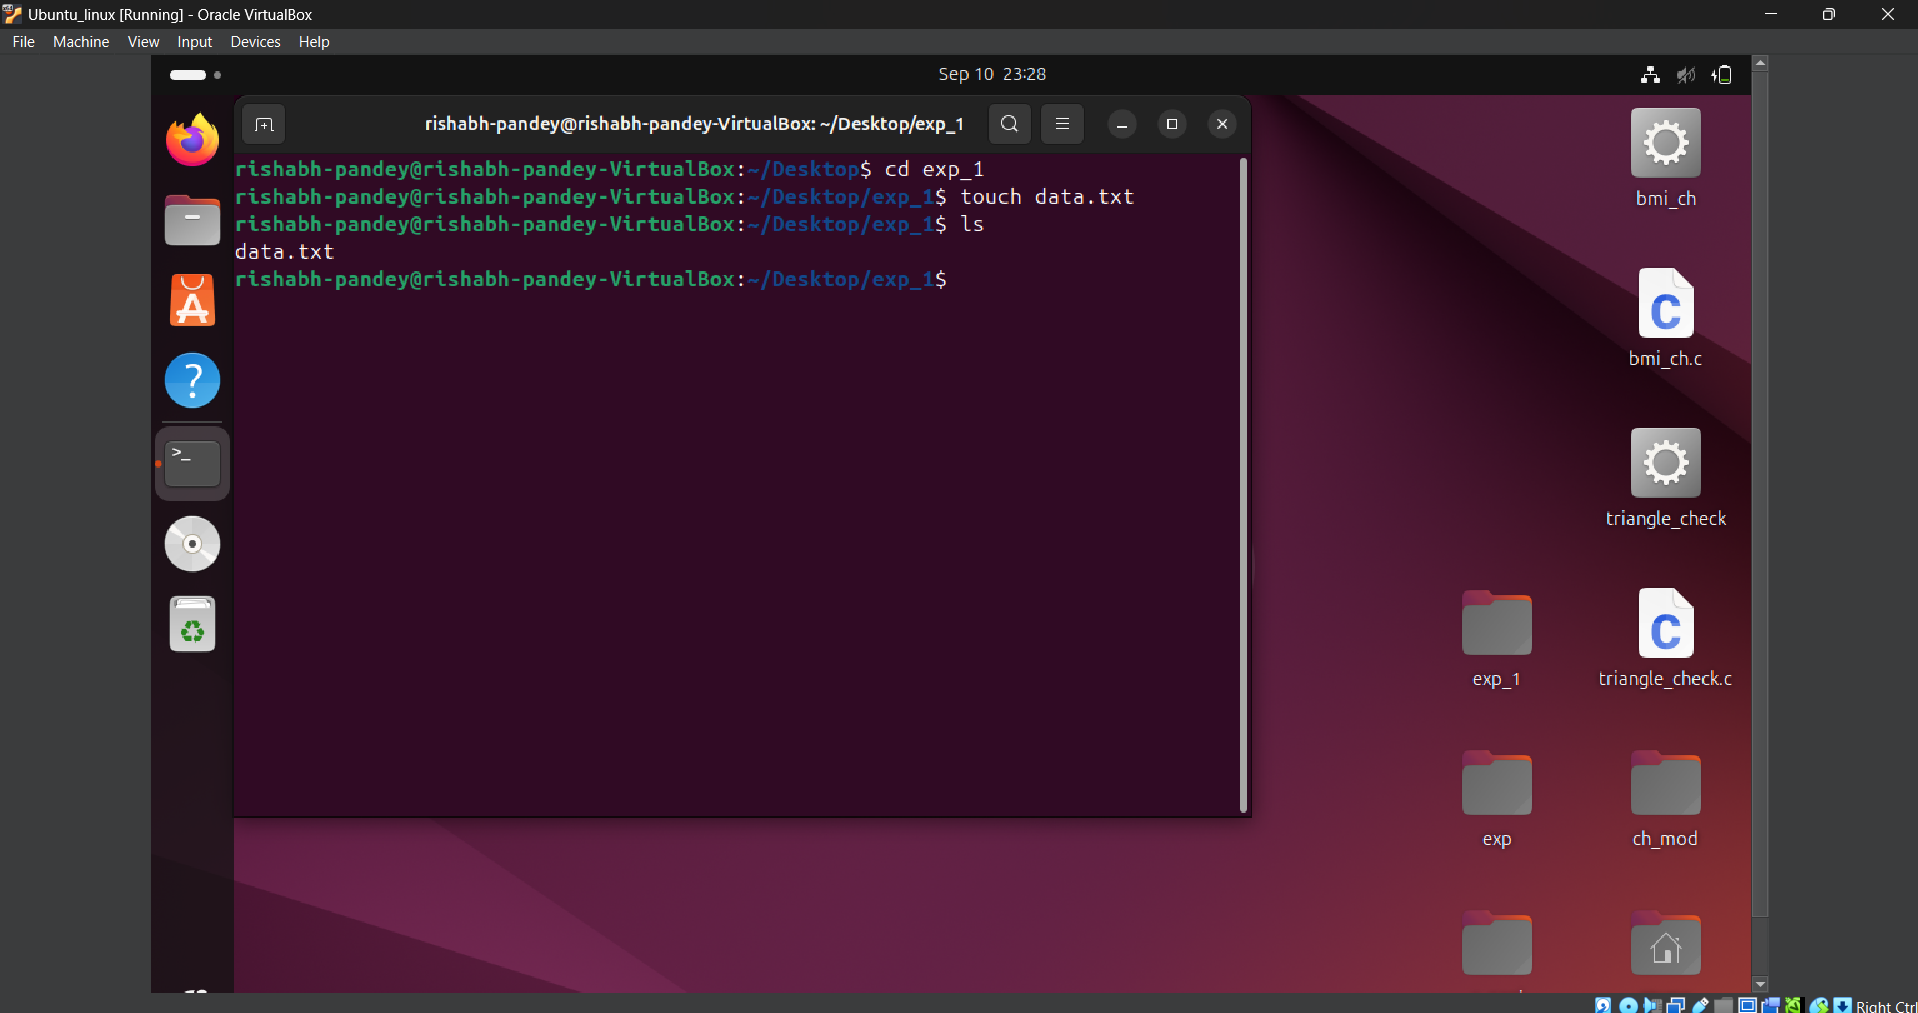 Ubuntu_linux [Running] - Oracle VirtualBox
File Machine View Input Devices Help
Sep 10 23:28
rishabh-pandey@rishabh-pandey-VirtualBox: ~/Desktop/exp_1
rishabh-pandey@rishabh-pandey-VirtualBox:~/Desktop$ cd exp_1
rishabh-pandey@rishabh-pandey-VirtualBox:~/Desktop/exp_1$ touch data.txt
rishabh-pandey@rishabh-pandey-VirtualBox:~/Desktop/exp_1$ ls
data.txt
rishabh-pandey@rishabh-pandey-VirtualBox:~/Desktop/exp_1$
bmi_ch
bmi_ch.c
triangle_check
exp_1
triangle_check.c
exp
ch_mod
Right Ctrl